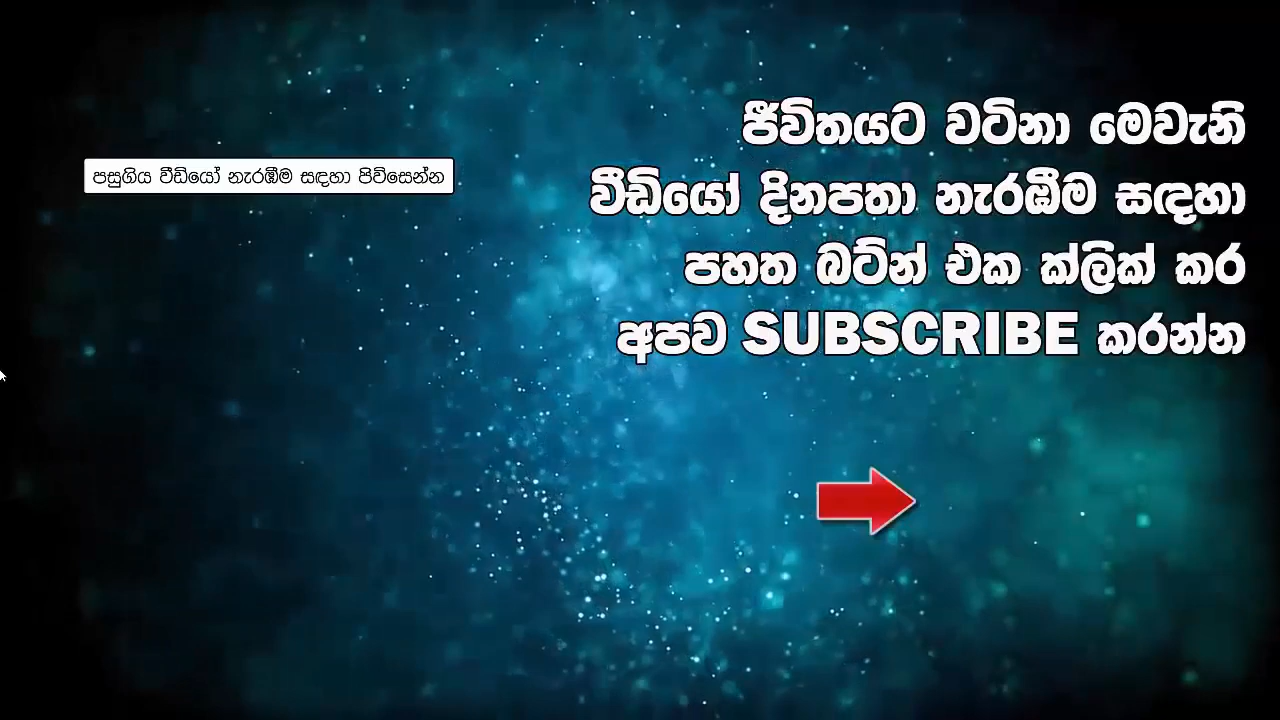 ජීවිතයට වටිනා මෙවැනි
වීඩියෝ දිනපතා නැරඹීම සඳහා
පහත බටන් එක ක්ලික් කර
අපව SUBSCRIBE කරන්න
පසුගිය වීඩියෝ නැරඹීම සඳහා පිවිසෙන්න